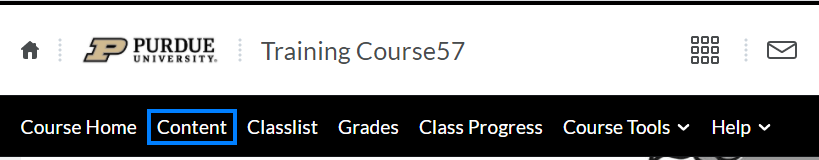 PURDUE UNIVERSITY. Training Course57
Course Home Content Classlist Grades Class Progress Course Tools Help